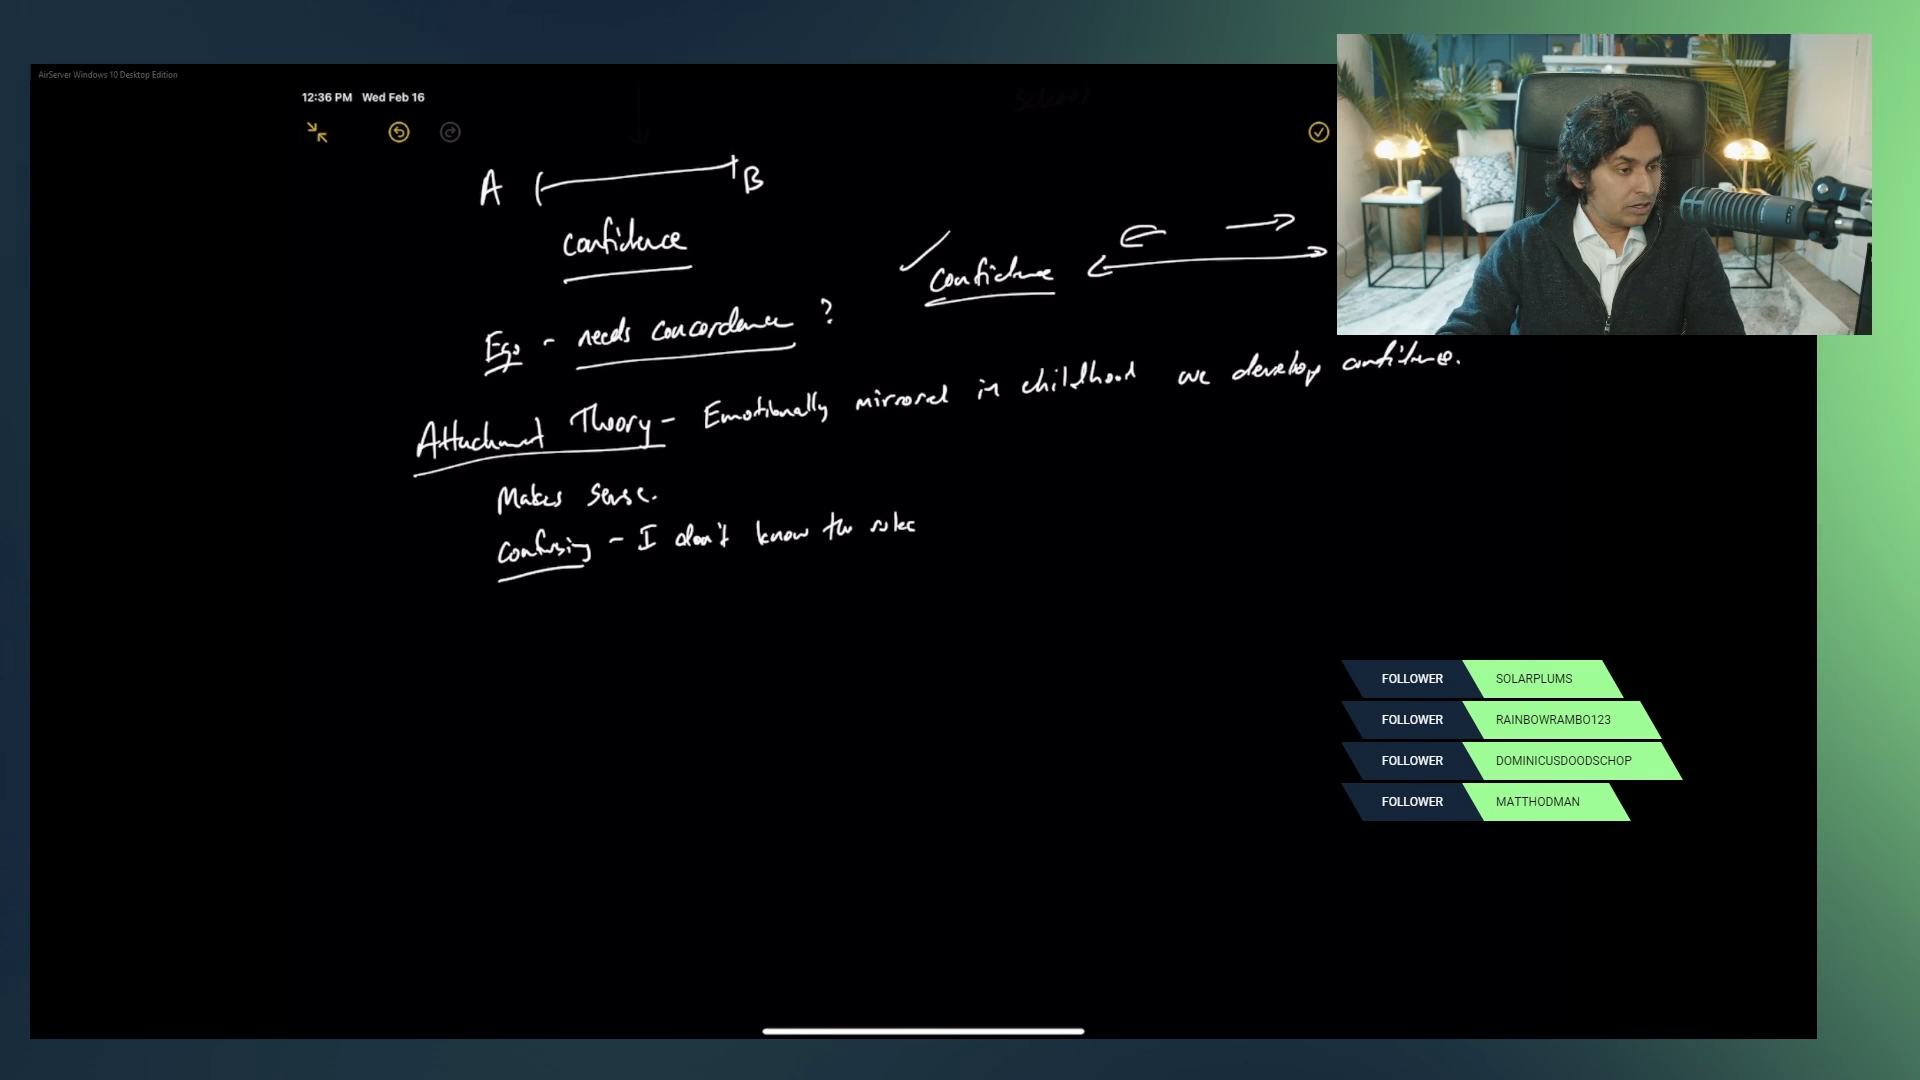 AirServer Windows 10 Desktop Edition
12:36 PM Wed Feb 16
A B
confidence
confidence
Ego - needs concordance ?
Attachment Theory - Emotionally mirrored in childhood we develop confidence.
Makes sense.
Confusing - I don't know the rules
FOLLOWER SOLARPLUMS
FOLLOWER RAINBOWRAMBO123
FOLLOWER DOMINICUSDOODSCHOP
FOLLOWER MATTHODMAN